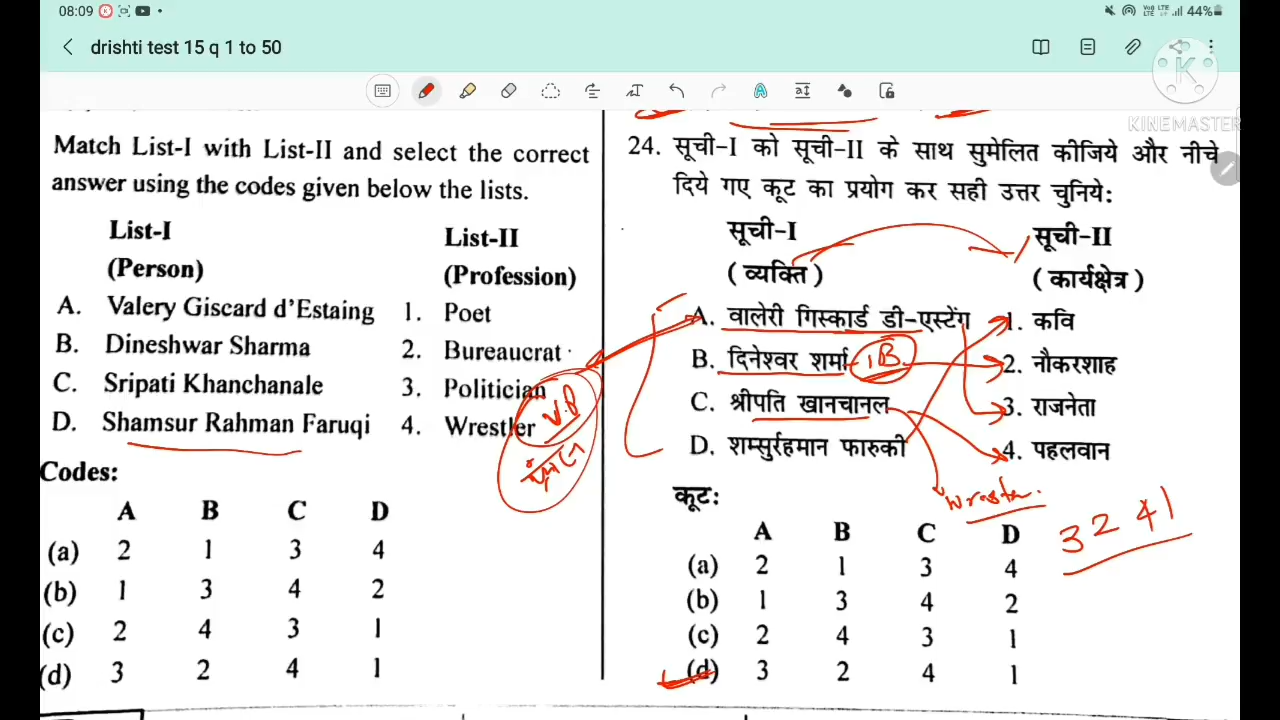 08:09
44%
drishti test 15 q 1 to 50
KINEMASTER
Match List-I with List-II and select the correct
answer using the codes given below the lists.
List-I List-II
(Person) (Profession)
A. Valery Giscard d'Estaing 1. Poet
B. Dineshwar Sharma 2. Bureaucrat
C. Sripati Khanchanale 3. Politician
D. Shamsur Rahman Faruqi 4. Wrestler
Codes:
A B C D
(a) 2 1 3 4
(b) 1 3 4 2
(c) 2 4 3 1
(d) 3 2 4 1
24. सूची-I को सूची-II के साथ सुमेलित कीजिये और नीचे
दिये गए कूट का प्रयोग कर सही उत्तर चुनिये:
सूची-I सूची-II
(व्यक्ति) (कार्यक्षेत्र)
A. वालेरी गिस्कार्ड डी-एस्टेंग 1. कवि
B. दिनेश्वर शर्मा IB 2. नौकरशाह
C. श्रीपति खानचानल 3. राजनेता
D. शम्सुर्रहमान फारुकी 4. पहलवान
कूट:
A B C D
(a) 2 1 3 4
(b) 1 3 4 2
(c) 2 4 3 1
(d) 3 2 4 1
3 2 4 1